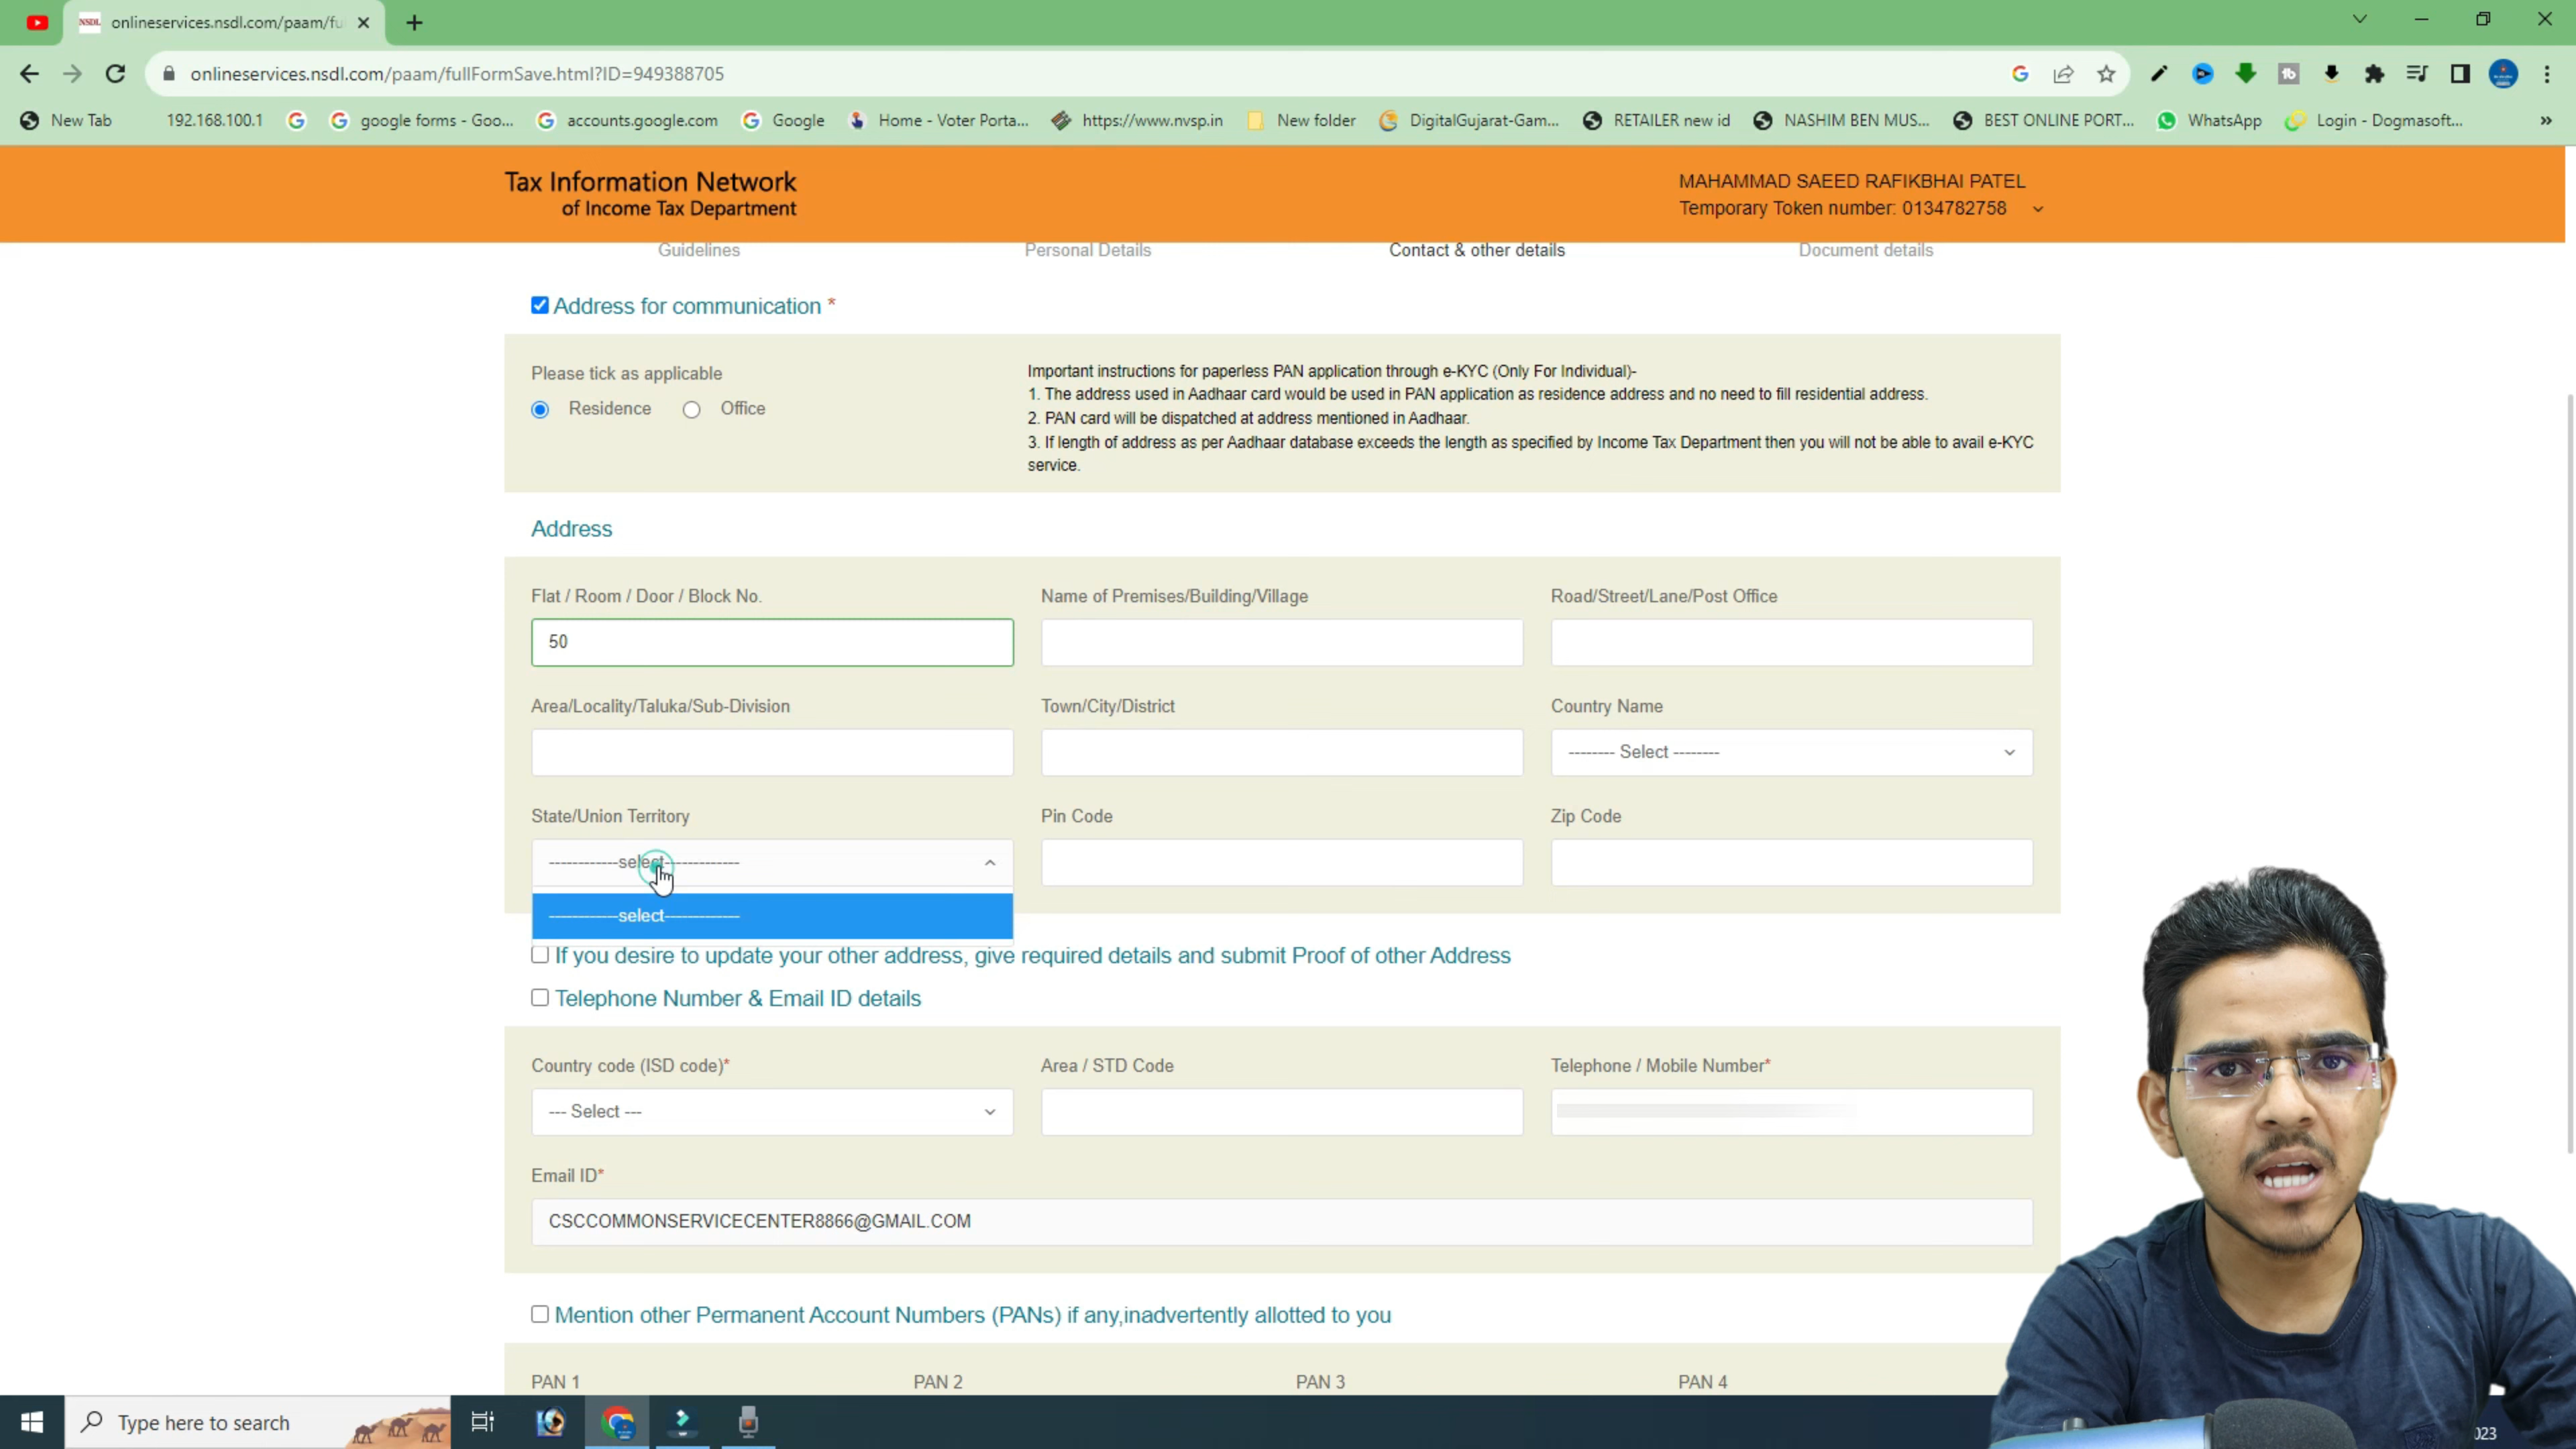 NSDL onlineservices.nsdl.com/paam/fu
onlineservices.nsdl.com/paam/fullFormSave.html?ID=949388705
New Tab 192.168.100.1 google forms - Goo... accounts.google.com Google Home - Voter Porta... https://www.nvsp.in New folder DigitalGujarat-Gam... RETAILER new id NASHIM BEN MUS... BEST ONLINE PORT... WhatsApp Login - Dogmasoft... »
Tax Information Network
of Income Tax Department
MAHAMMAD SAEED RAFIKBHAI PATEL
Temporary Token number: 0134782758
Guidelines Personal Details Contact & other details Document details
Address for communication *
Please tick as applicable
Residence Office
Important instructions for paperless PAN application through e-KYC (Only For Individual)-
1. The address used in Aadhaar card would be used in PAN application as residence address and no need to fill residential address.
2. PAN card will be dispatched at address mentioned in Aadhaar.
3. If length of address as per Aadhaar database exceeds the length as specified by Income Tax Department then you will not be able to avail e-KYC
service.
Address
Flat / Room / Door / Block No. Name of Premises/Building/Village Road/Street/Lane/Post Office
50
Area/Locality/Taluka/Sub-Division Town/City/District Country Name
-------- Select --------
State/Union Territory Pin Code Zip Code
------------select-------------
------------select-------------
If you desire to update your other address, give required details and submit Proof of other Address
Telephone Number & Email ID details
Country code (ISD code)* Area / STD Code Telephone / Mobile Number*
--- Select ---
Email ID*
CSCCOMMONSERVICECENTER8866@GMAIL.COM
Mention other Permanent Account Numbers (PANs) if any,inadvertently allotted to you
PAN 1 PAN 2 PAN 3 PAN 4
Type here to search
023